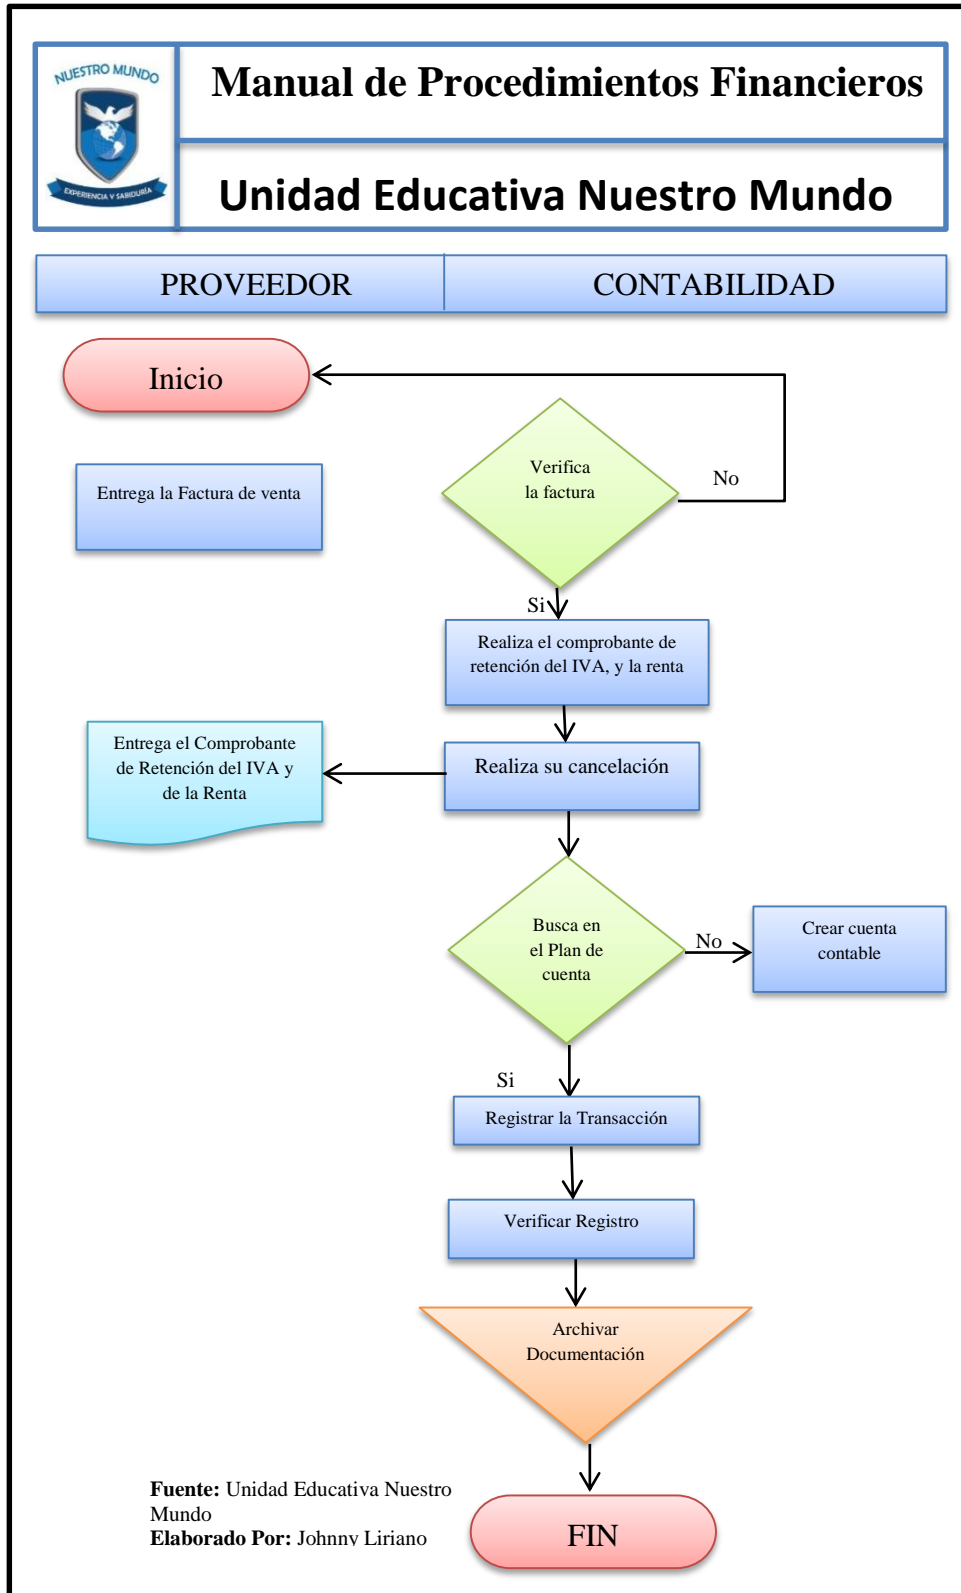 NUESTRO MUNDO
EXPERIENCIA Y SABIDURÍA
Manual de Procedimientos Financieros
Unidad Educativa Nuestro Mundo
PROVEEDOR
CONTABILIDAD
Inicio
Verifica
la factura
No
Entrega la Factura de venta
Si
Realiza el comprobante de
retención del IVA, y la renta
Entrega el Comprobante
de Retención del IVA y
de la Renta
Realiza su cancelación
Busca en
el Plan de
cuenta
No
Crear cuenta
contable
Si
Registrar la Transacción
Verificar Registro
Archivar
Documentación
Fuente: Unidad Educativa Nuestro
Mundo
Elaborado Por: Johnny Liriano
FIN